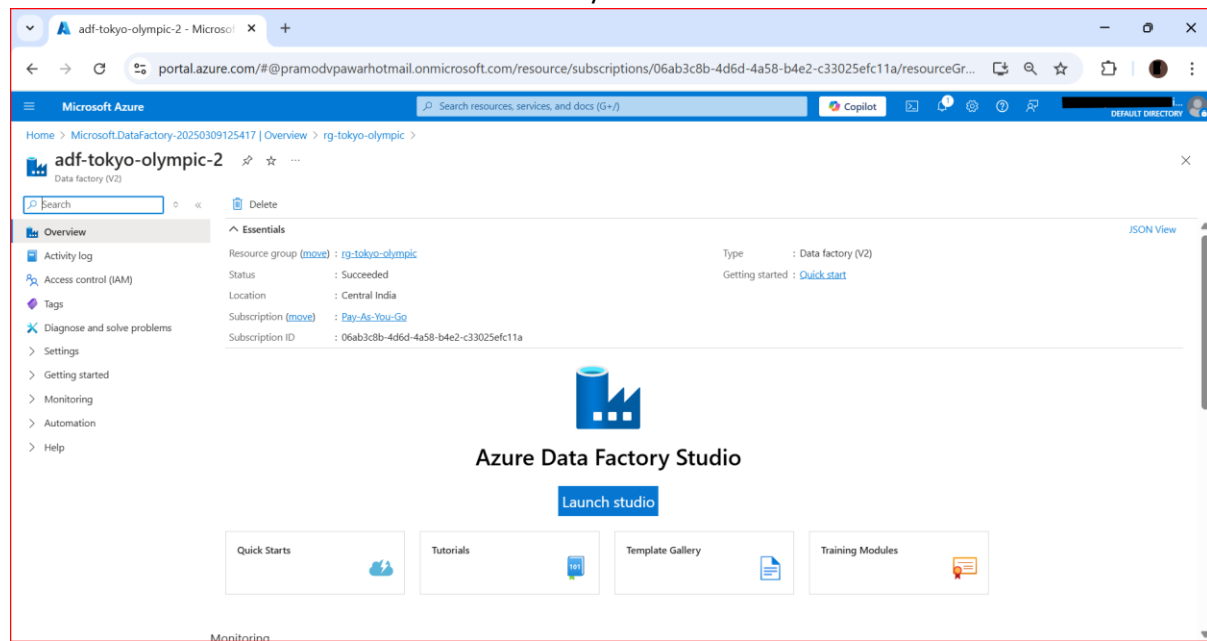 adf-tokyo-olympic-2 - Microsof
portal.azure.com/#@pramodvpawarhotmail.onmicrosoft.com/resource/subscriptions/06ab3c8b-4d6d-4a58-b4e2-c33025efc11a/resourceGr...
Microsoft Azure
Search resources, services, and docs (G+/)
Copilot
1
DEFAULT DIRECTORY
Home > Microsoft.DataFactory-20250309125417 | Overview > rg-tokyo-olympic >
adf-tokyo-olympic-2
Data factory (V2)
Search
Delete
Overview
Essentials
JSON View
Activity log
Access control (IAM)
Tags
Diagnose and solve problems
Settings
Getting started
Monitoring
Automation
Help
Resource group (move) : rg-tokyo-olympic
Status : Succeeded
Location : Central India
Subscription (move) : Pay-As-You-Go
Subscription ID : 06ab3c8b-4d6d-4a58-b4e2-c33025efc11a
Type : Data factory (V2)
Getting started : Quick start
Azure Data Factory Studio
Launch studio
Quick Starts
Tutorials
101
Template Gallery
Training Modules
Monitoring